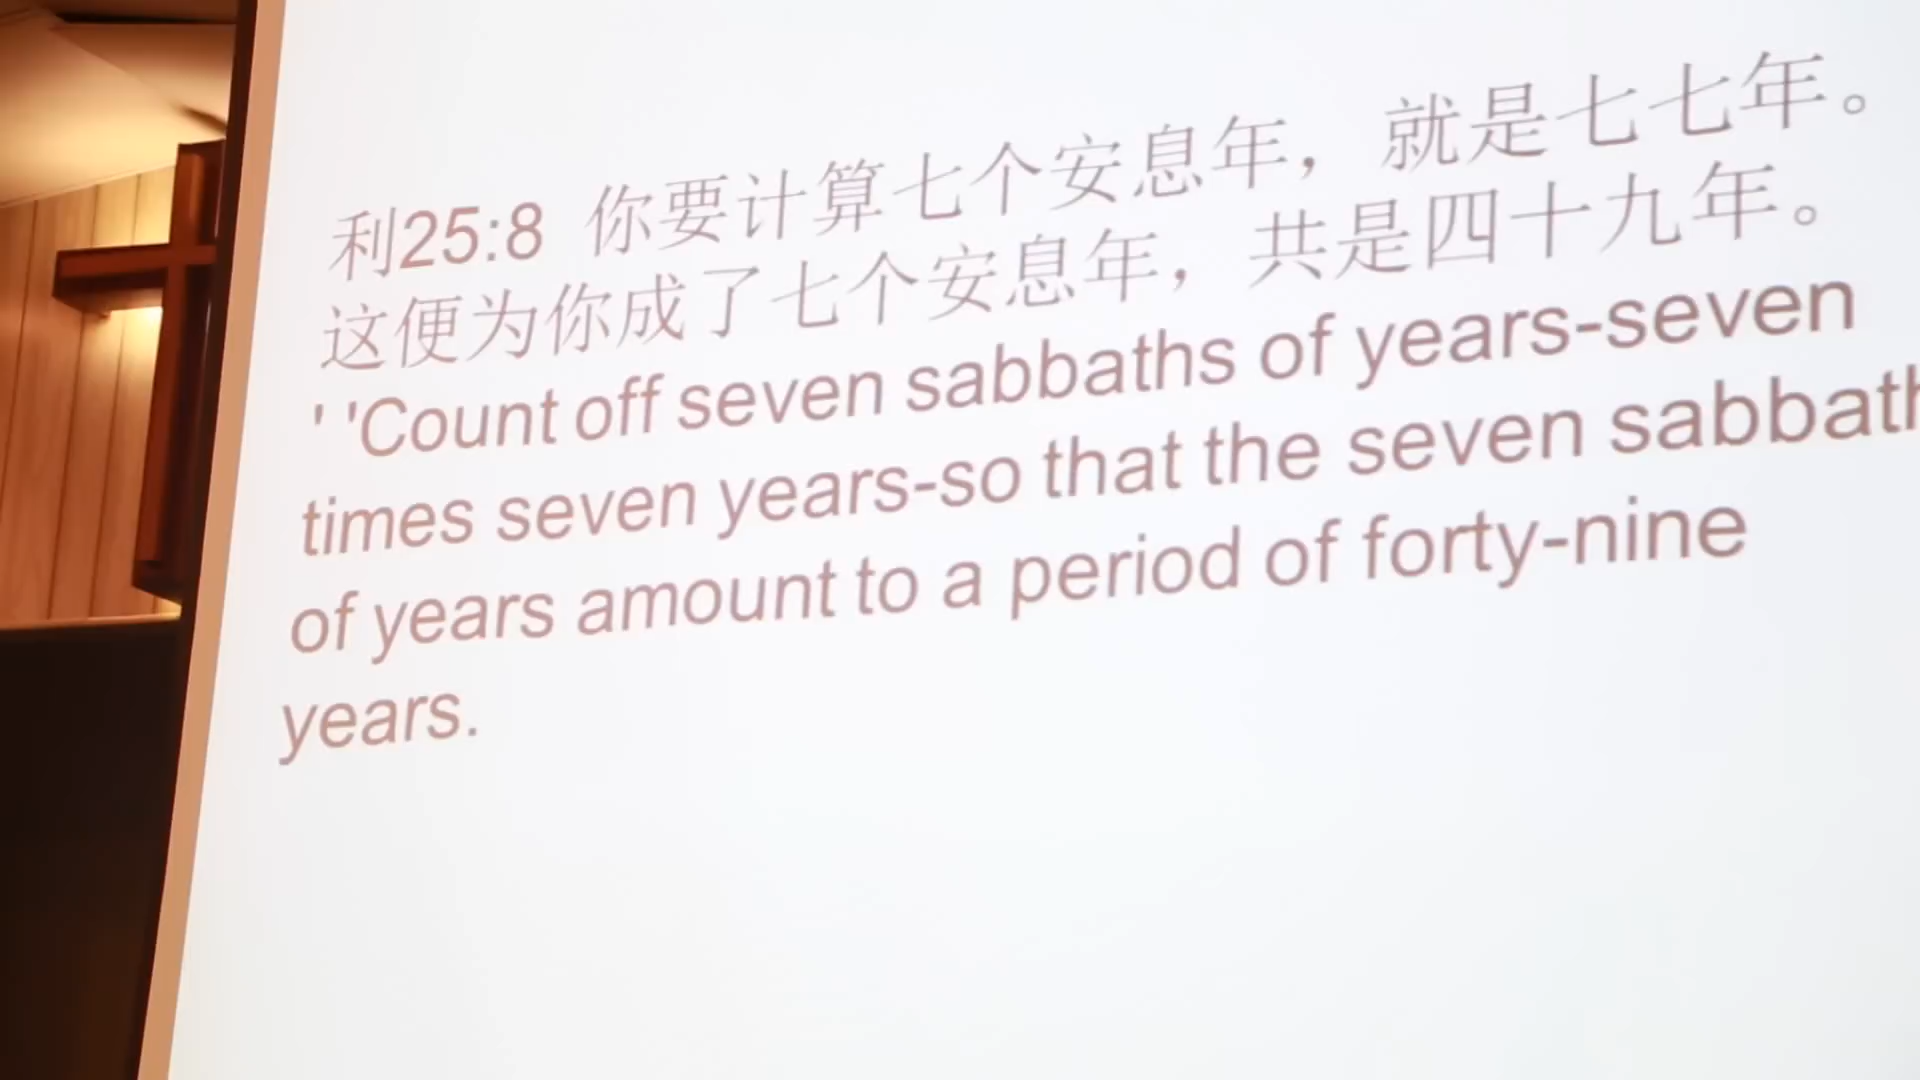 利25:8 你要计算七个安息年，就是七七年。
这便为你成了七个安息年，共是四十九年。
' 'Count off seven sabbaths of years-seven
times seven years-so that the seven sabbath
of years amount to a period of forty-nine
years.